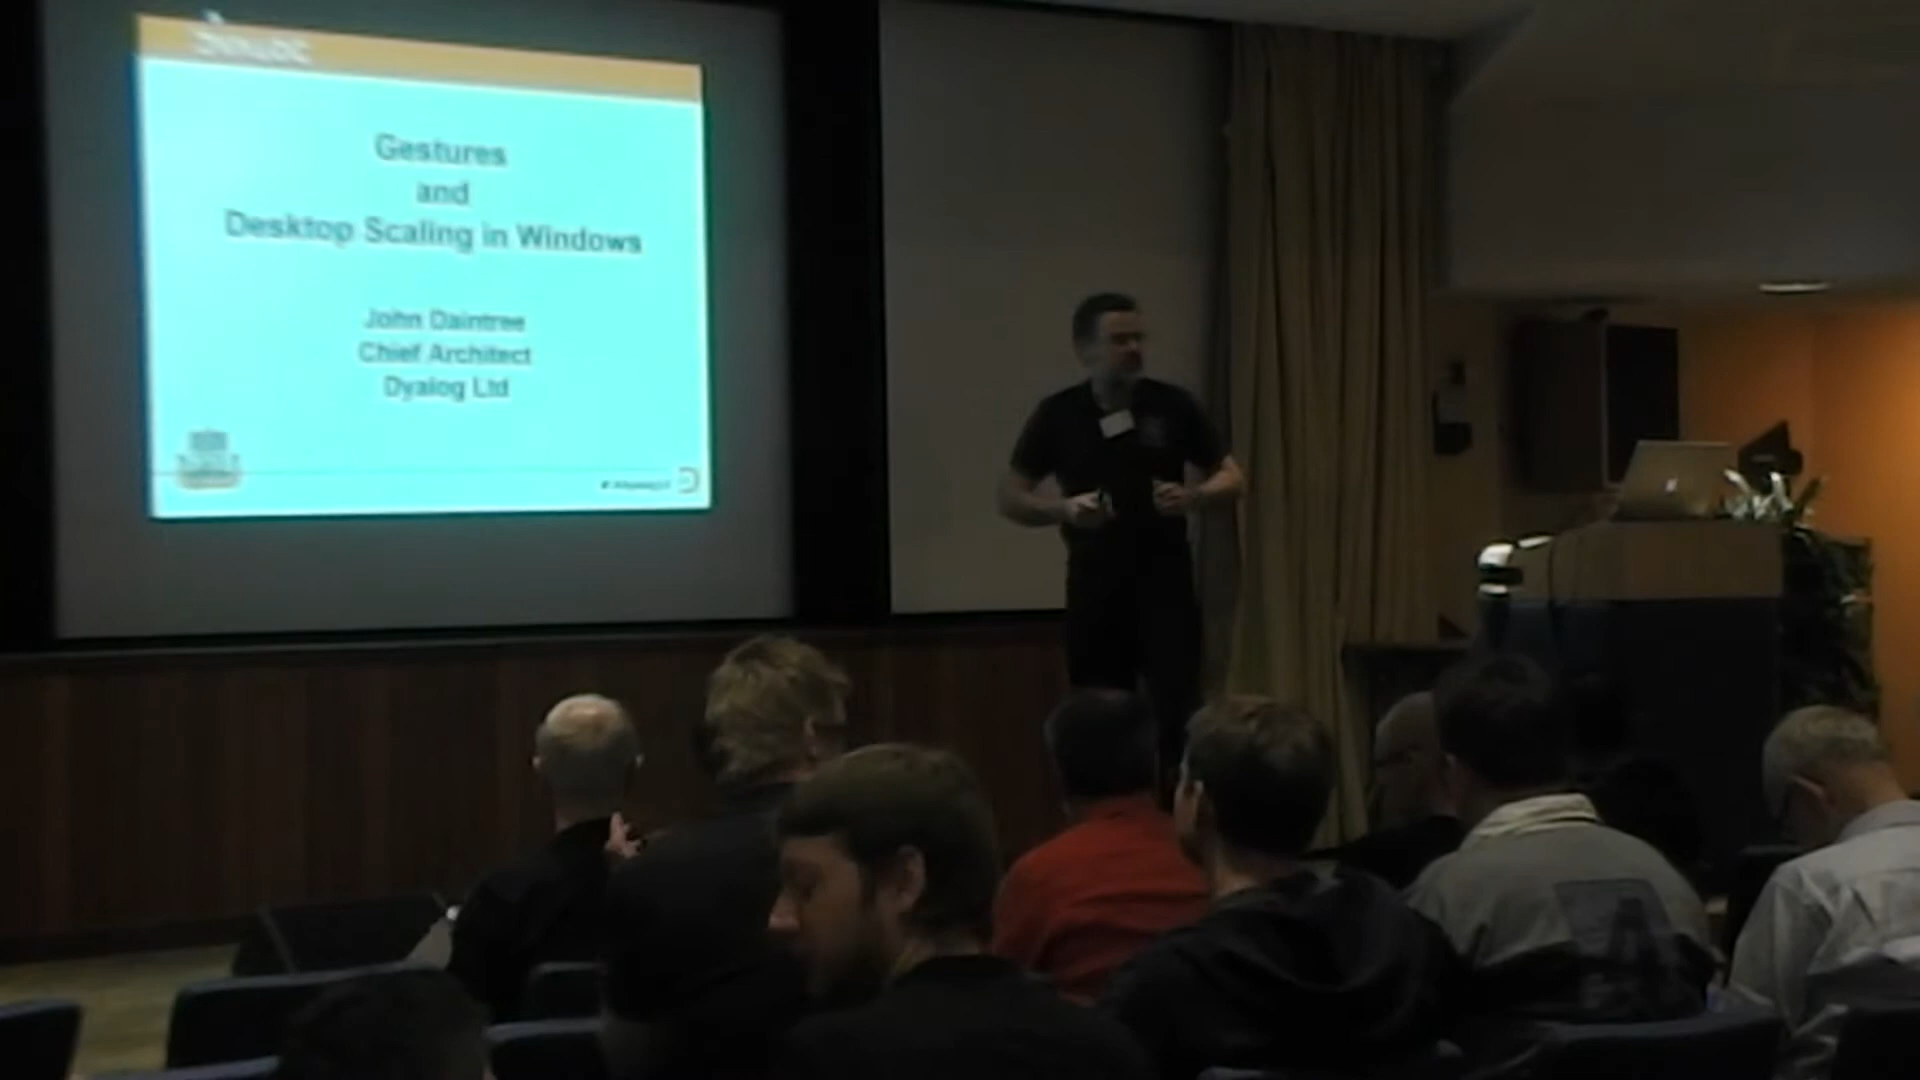 Gestures
and
Desktop Scaling in Windows
John Daintree
Chief Architect
Dyalog Ltd